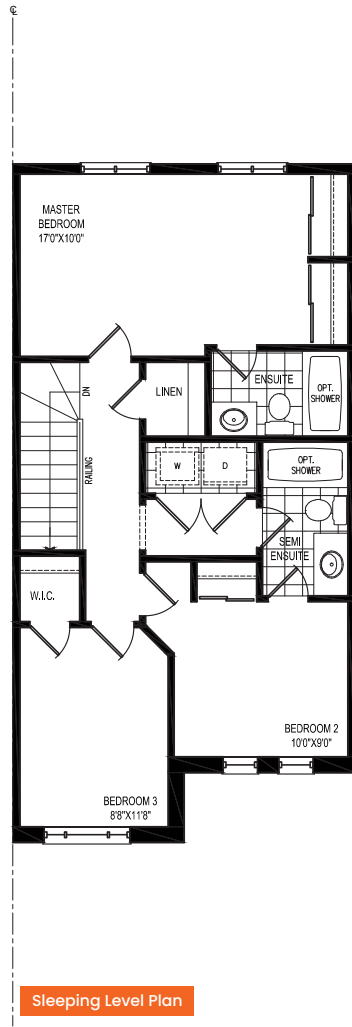 ℄
MASTER
BEDROOM
17'0"X10'0"
ENSUITE
OPT.
SHOWER
DN
LINEN
RAILING
W
D
OPT.
SHOWER
SEMI
ENSUITE
W.I.C.
BEDROOM 2
10'0"X9'0"
BEDROOM 3
8'8"X11'8"
Sleeping Level Plan